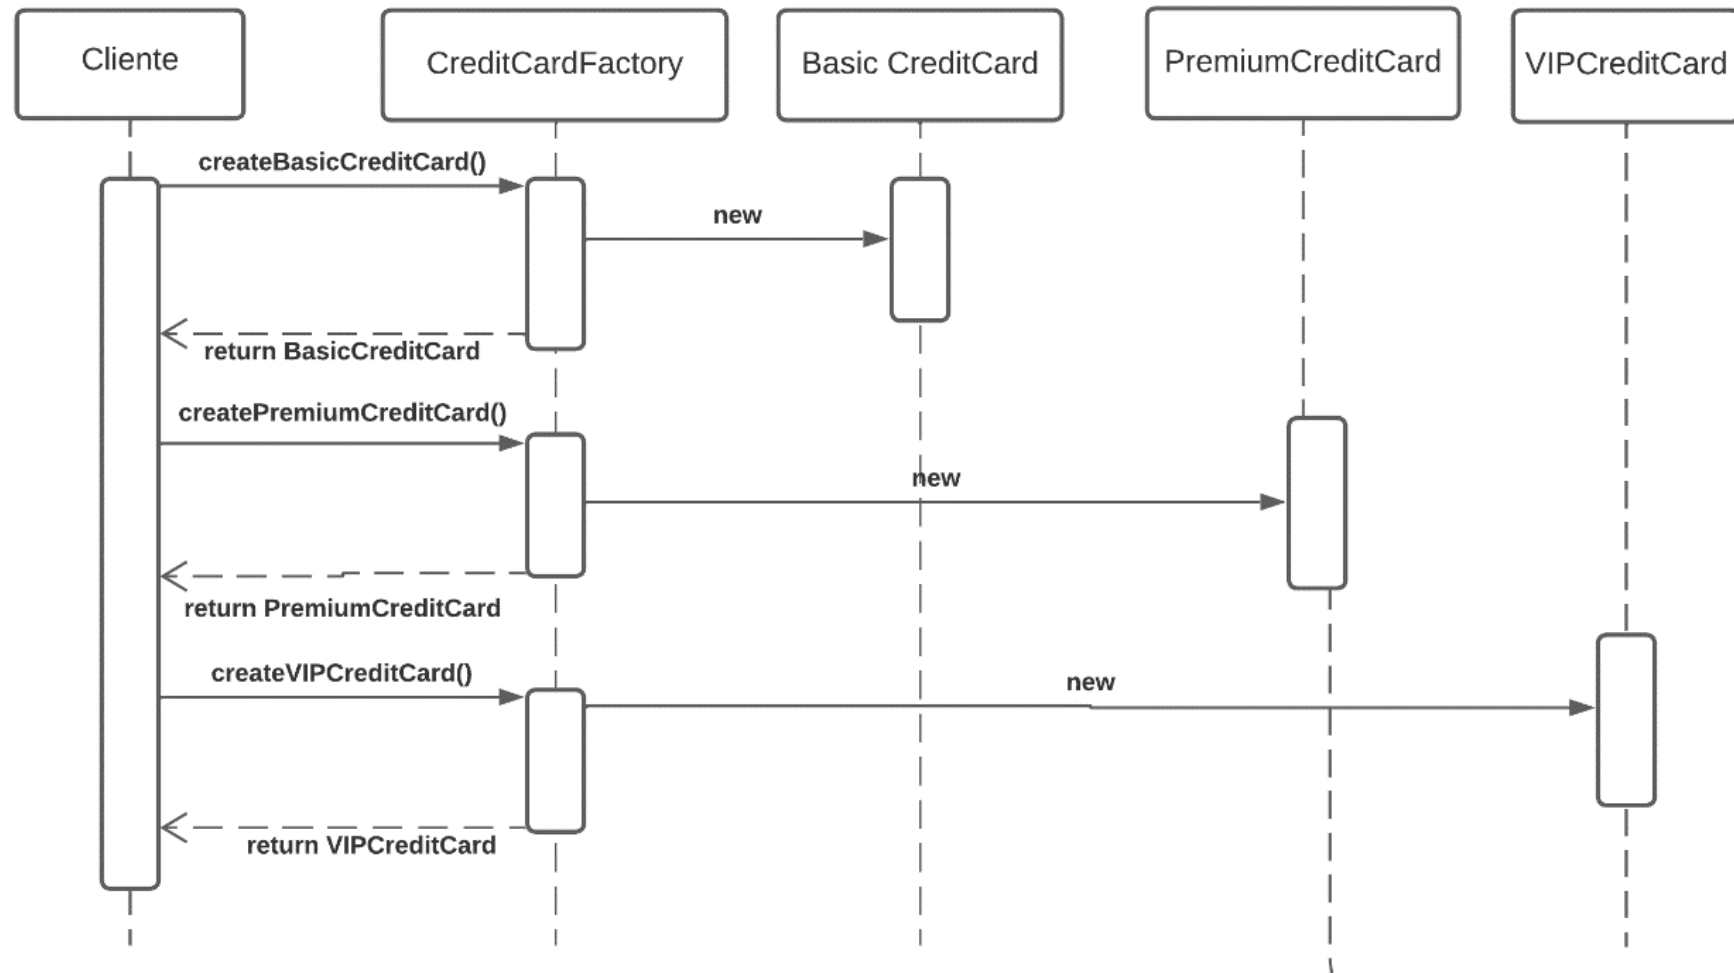 Cliente
CreditCardFactory
Basic CreditCard
PremiumCreditCard
VIPCreditCard
createBasicCreditCard()
new
return BasicCreditCard
createPremiumCreditCard()
new
return PremiumCreditCard
createVIPCreditCard()
new
return VIPCreditCard